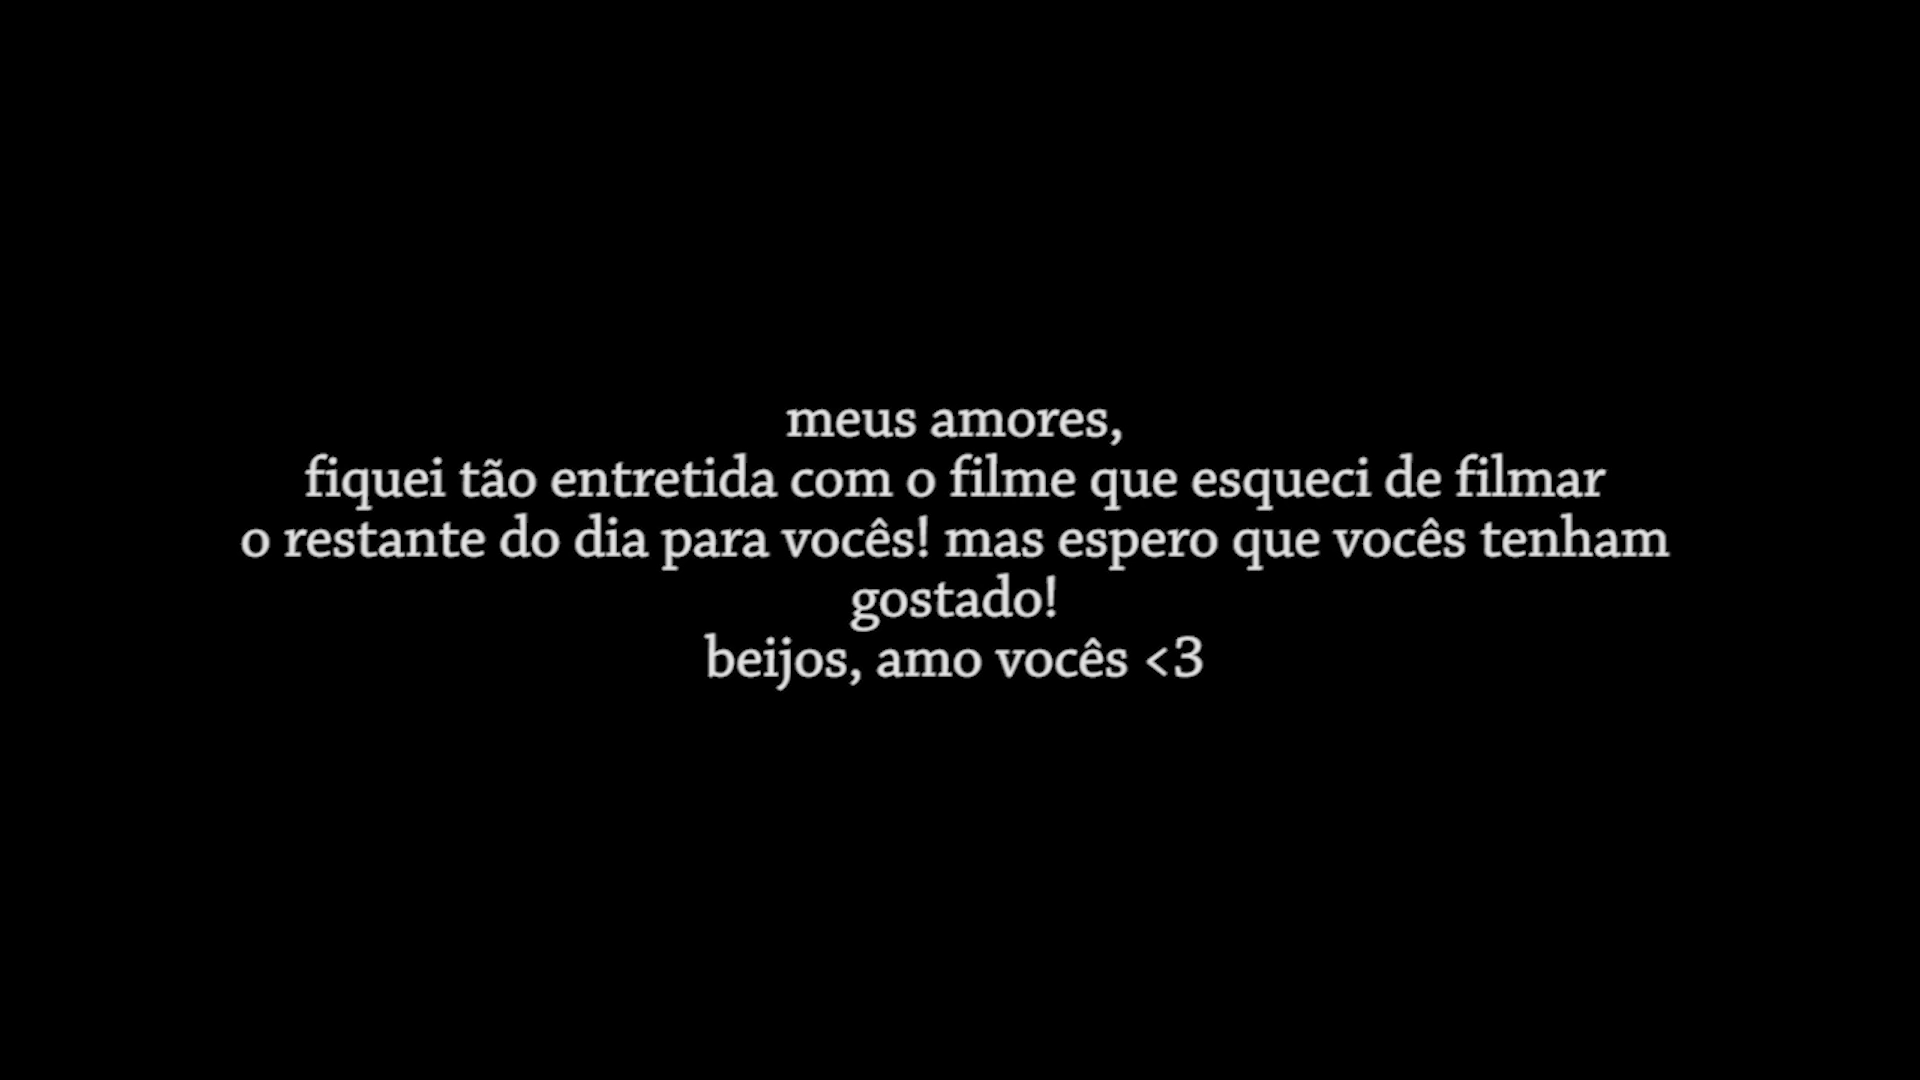 meus amores,
fiquei tão entretida com o filme que esqueci de filmar
o restante do dia para vocês! mas espero que vocês tenham
gostado!
beijos, amo vocês <3